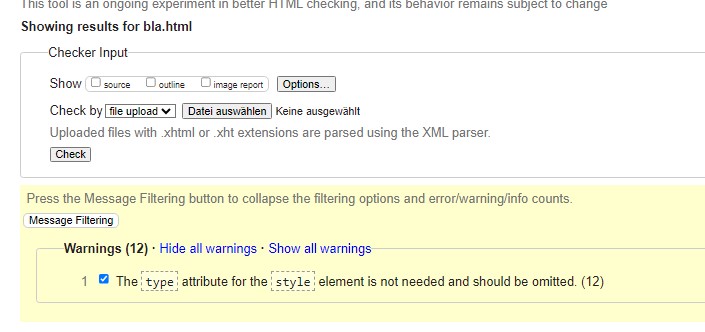 This tool is an ongoing experiment in better HTML checking, and its behavior remains subject to change
Showing results for bla.html
Checker Input
Show source outline image report Options...
Check by file upload Datei auswählen Keine ausgewählt
Uploaded files with .xhtml or .xht extensions are parsed using the XML parser.
Check
Press the Message Filtering button to collapse the filtering options and error/warning/info counts.
Message Filtering
Warnings (12) · Hide all warnings · Show all warnings
1 The type attribute for the style element is not needed and should be omitted. (12)